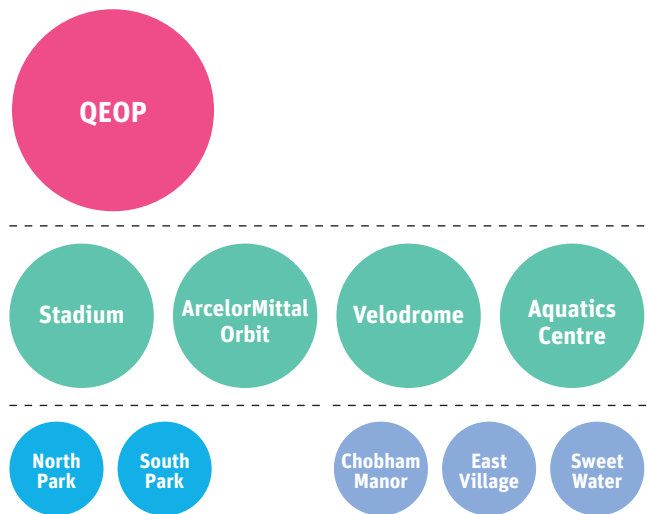 QEOP
Stadium
ArcelorMittal
Orbit
Velodrome
Aquatics
Centre
North
Park
South
Park
Chobham
Manor
East
Village
Sweet
Water